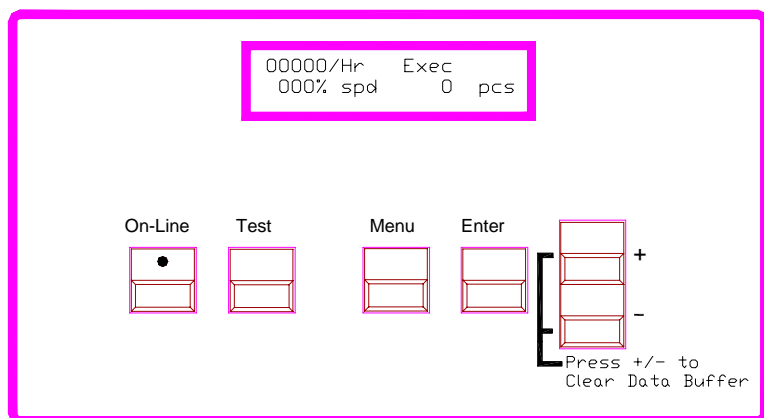 00000/Hr Exec
000% spd 0 pcs
On-Line Test Menu Enter
+
-
Press +/- to
Clear Data Buffer